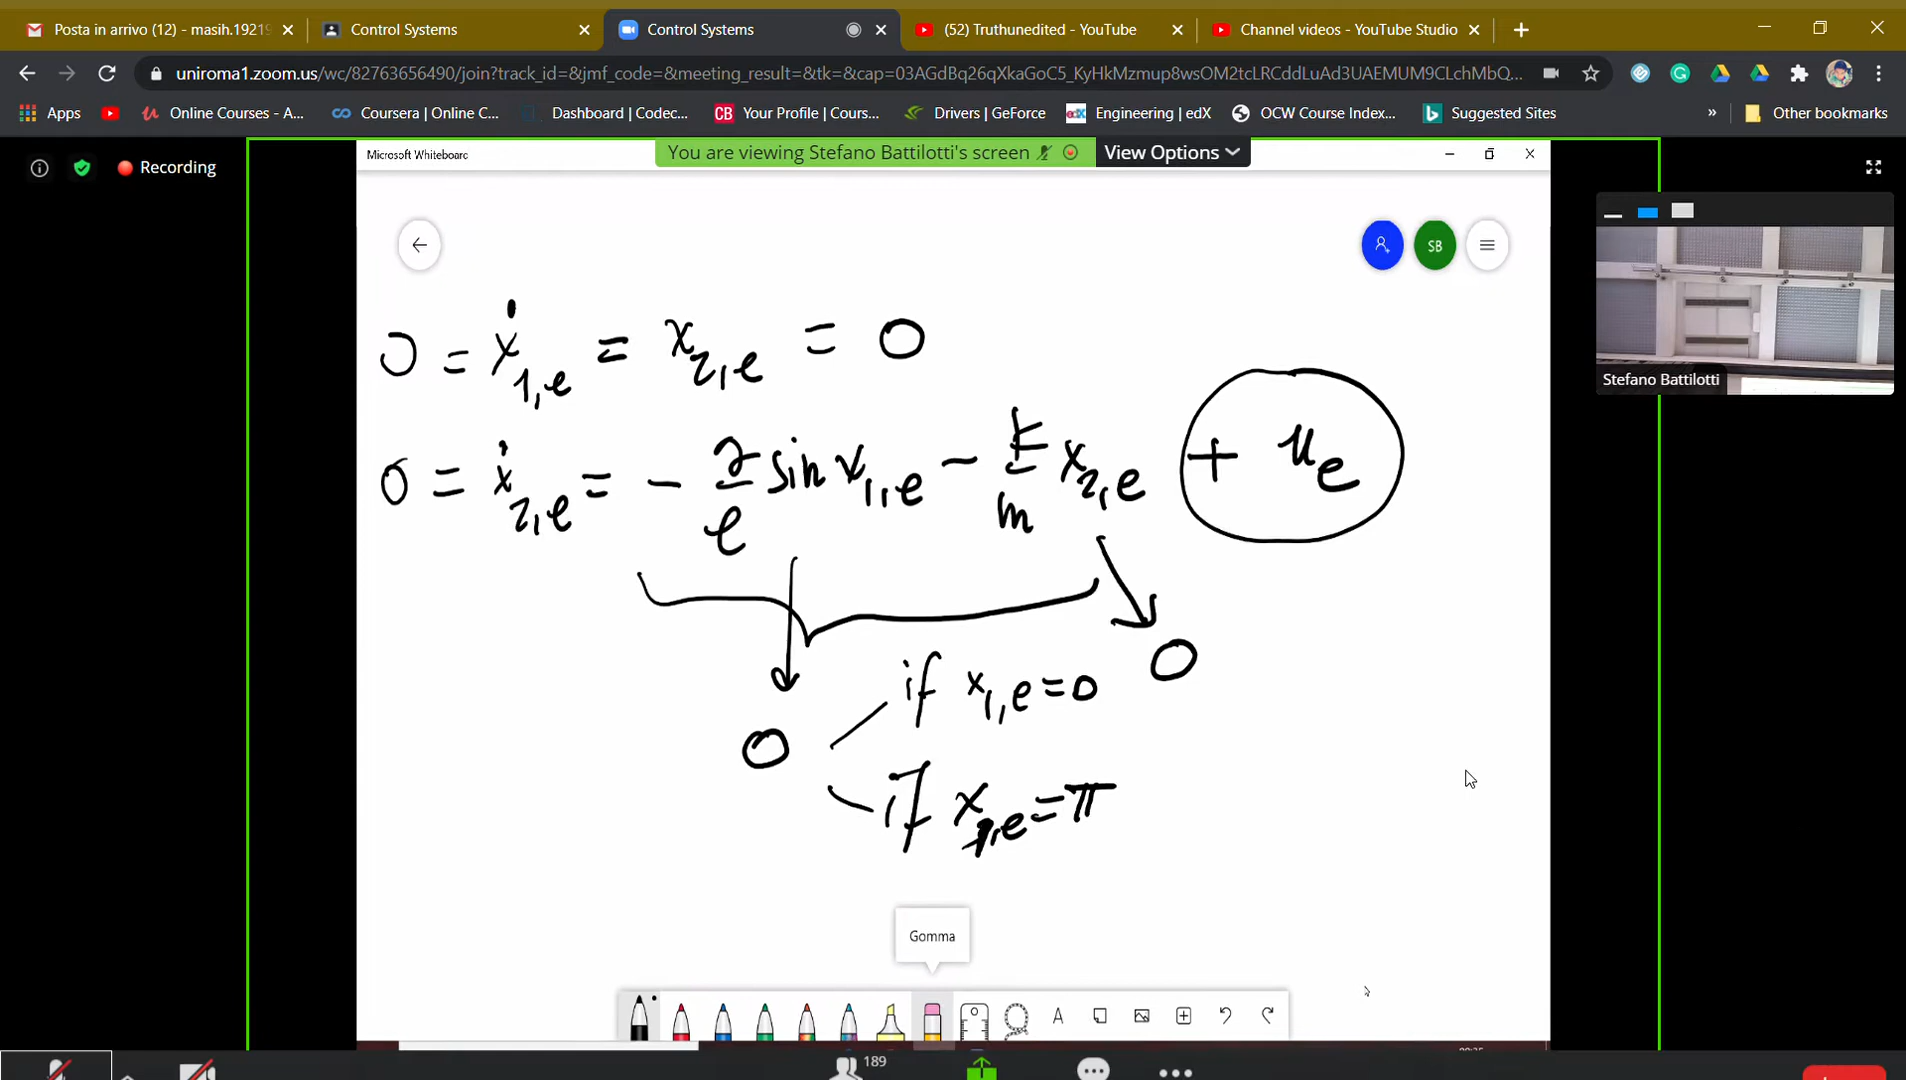 Posta in arrivo (12) - masih.19219
Control Systems
Control Systems
(52) Truthunedited - YouTube
Channel videos - YouTube Studio
uniroma1.zoom.us/wc/82763656490/join?track_id=&jmf_code=&meeting_result=&tk=&cap=03AGdBq26qXkaGoC5_KyHkMzmup8wsOM2tcLRCddLuAd3UAEMUM9CLchMbQ...
Apps
Online Courses - A...
Coursera | Online C...
Dashboard | Codec...
CB Your Profile | Cours...
Drivers | GeForce
edX Engineering | edX
OCW Course Index...
Suggested Sites
»
Other bookmarks
Recording
Microsoft Whiteboard
You are viewing Stefano Battilotti's screen
View Options
SB
Stefano Battilotti
0 = ẋ1,e = x2,e = 0
0 = ẋ2,e = - g/ℓ sin x1,e - k/m x2,e + ue
0
if x1,e = 0
0
if x1,e = π
Gomma
A
189